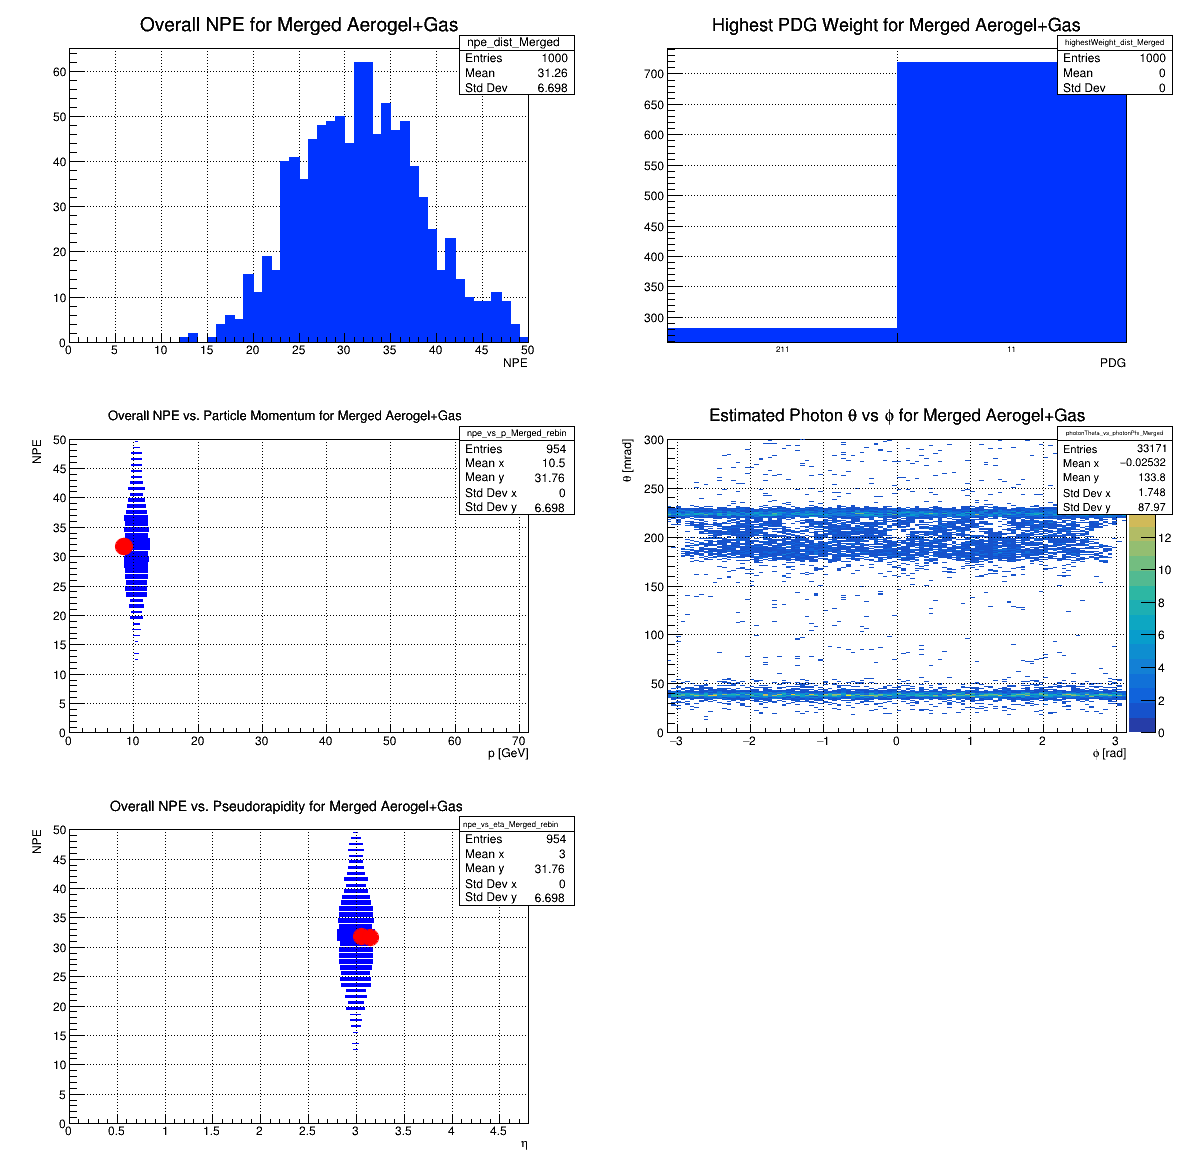 Overall NPE for Merged Aerogel+Gas
npe_dist_Merged
Entries 1000
Mean 31.26
Std Dev 6.698
60
50
40
30
20
10
0
0 5 10 15 20 25 30 35 40 45 50
NPE
Highest PDG Weight for Merged Aerogel+Gas
highestWeight_dist_Merged
Entries 1000
Mean 0
Std Dev 0
700
650
600
550
500
450
400
350
300
211 11
PDG
Overall NPE vs. Particle Momentum for Merged Aerogel+Gas
npe_vs_p_Merged_rebin
Entries 954
Mean x 10.5
Mean y 31.76
Std Dev x 0
Std Dev y 6.698
NPE
50
45
40
35
30
25
20
15
10
5
0
0 10 20 30 40 50 60 70
p [GeV]
Estimated Photon θ vs ϕ for Merged Aerogel+Gas
photonTheta_vs_photonPhi_Merged
Entries 33171
Mean x −0.02532
Mean y 133.8
Std Dev x 1.748
Std Dev y 87.97
θ [mrad]
300
250
200
150
100
50
0
−3 −2 −1 0 1 2 3
ϕ [rad]
12
10
8
6
4
2
0
Overall NPE vs. Pseudorapidity for Merged Aerogel+Gas
npe_vs_eta_Merged_rebin
Entries 954
Mean x 3
Mean y 31.76
Std Dev x 0
Std Dev y 6.698
NPE
50
45
40
35
30
25
20
15
10
5
0
0 0.5 1 1.5 2 2.5 3 3.5 4 4.5
η